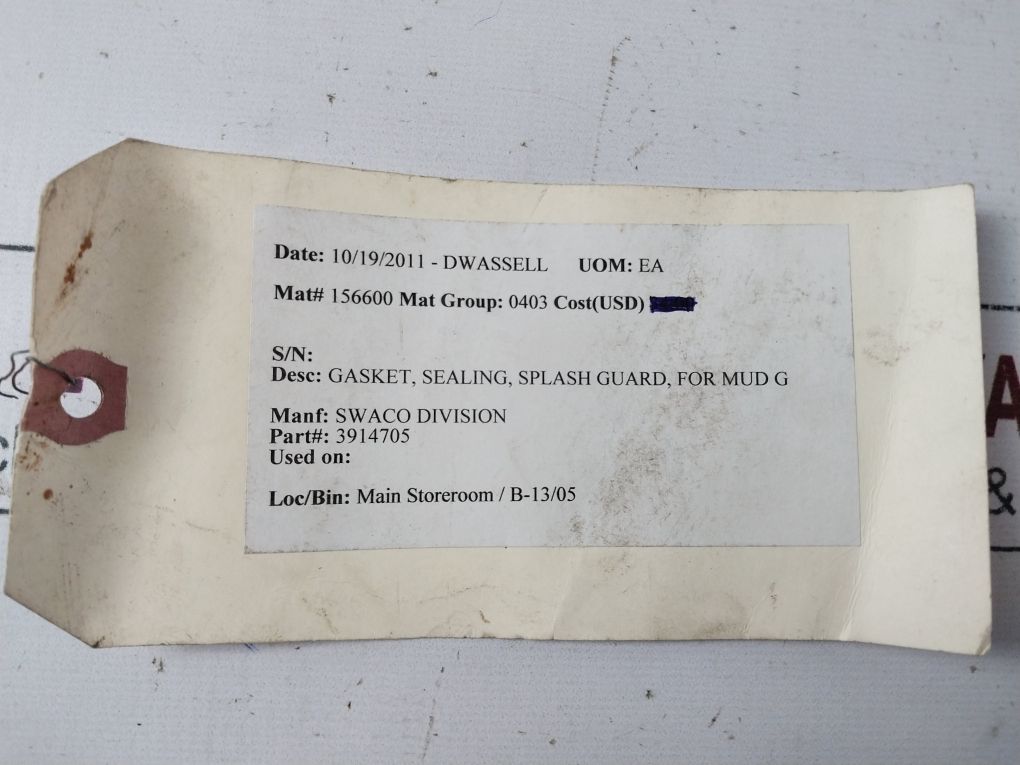 Date: 10/19/2011 - DWASSELL UOM: EA
Mat# 156600 Mat Group: 0403 Cost(USD)
S/N:
Desc: GASKET, SEALING, SPLASH GUARD, FOR MUD G
Manf: SWACO DIVISION
Part#: 3914705
Used on:
Loc/Bin: Main Storeroom / B-13/05
A
&